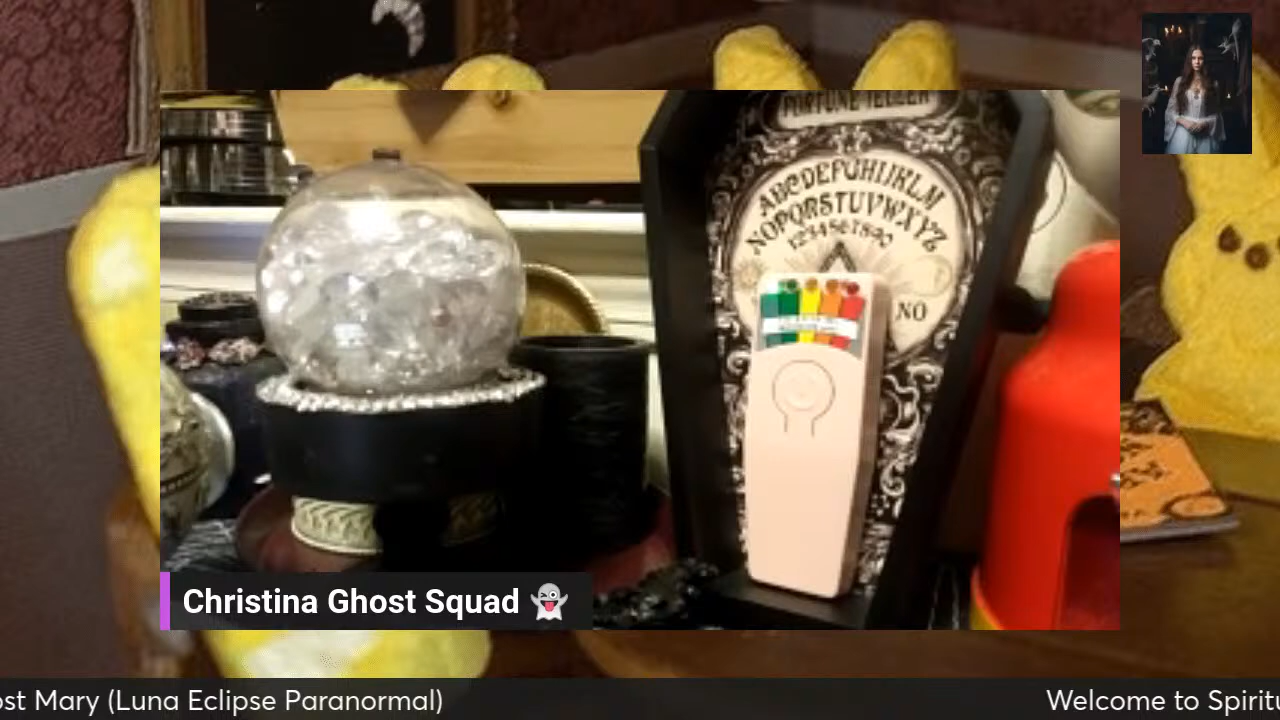 FORTUNE TELLER
ABCDEFGHIJKLM
NOPQRSTUVWXYZ
1234567890
NO
Christina Ghost Squad 👻
ost Mary (Luna Eclipse Paranormal)
Welcome to Spiritu